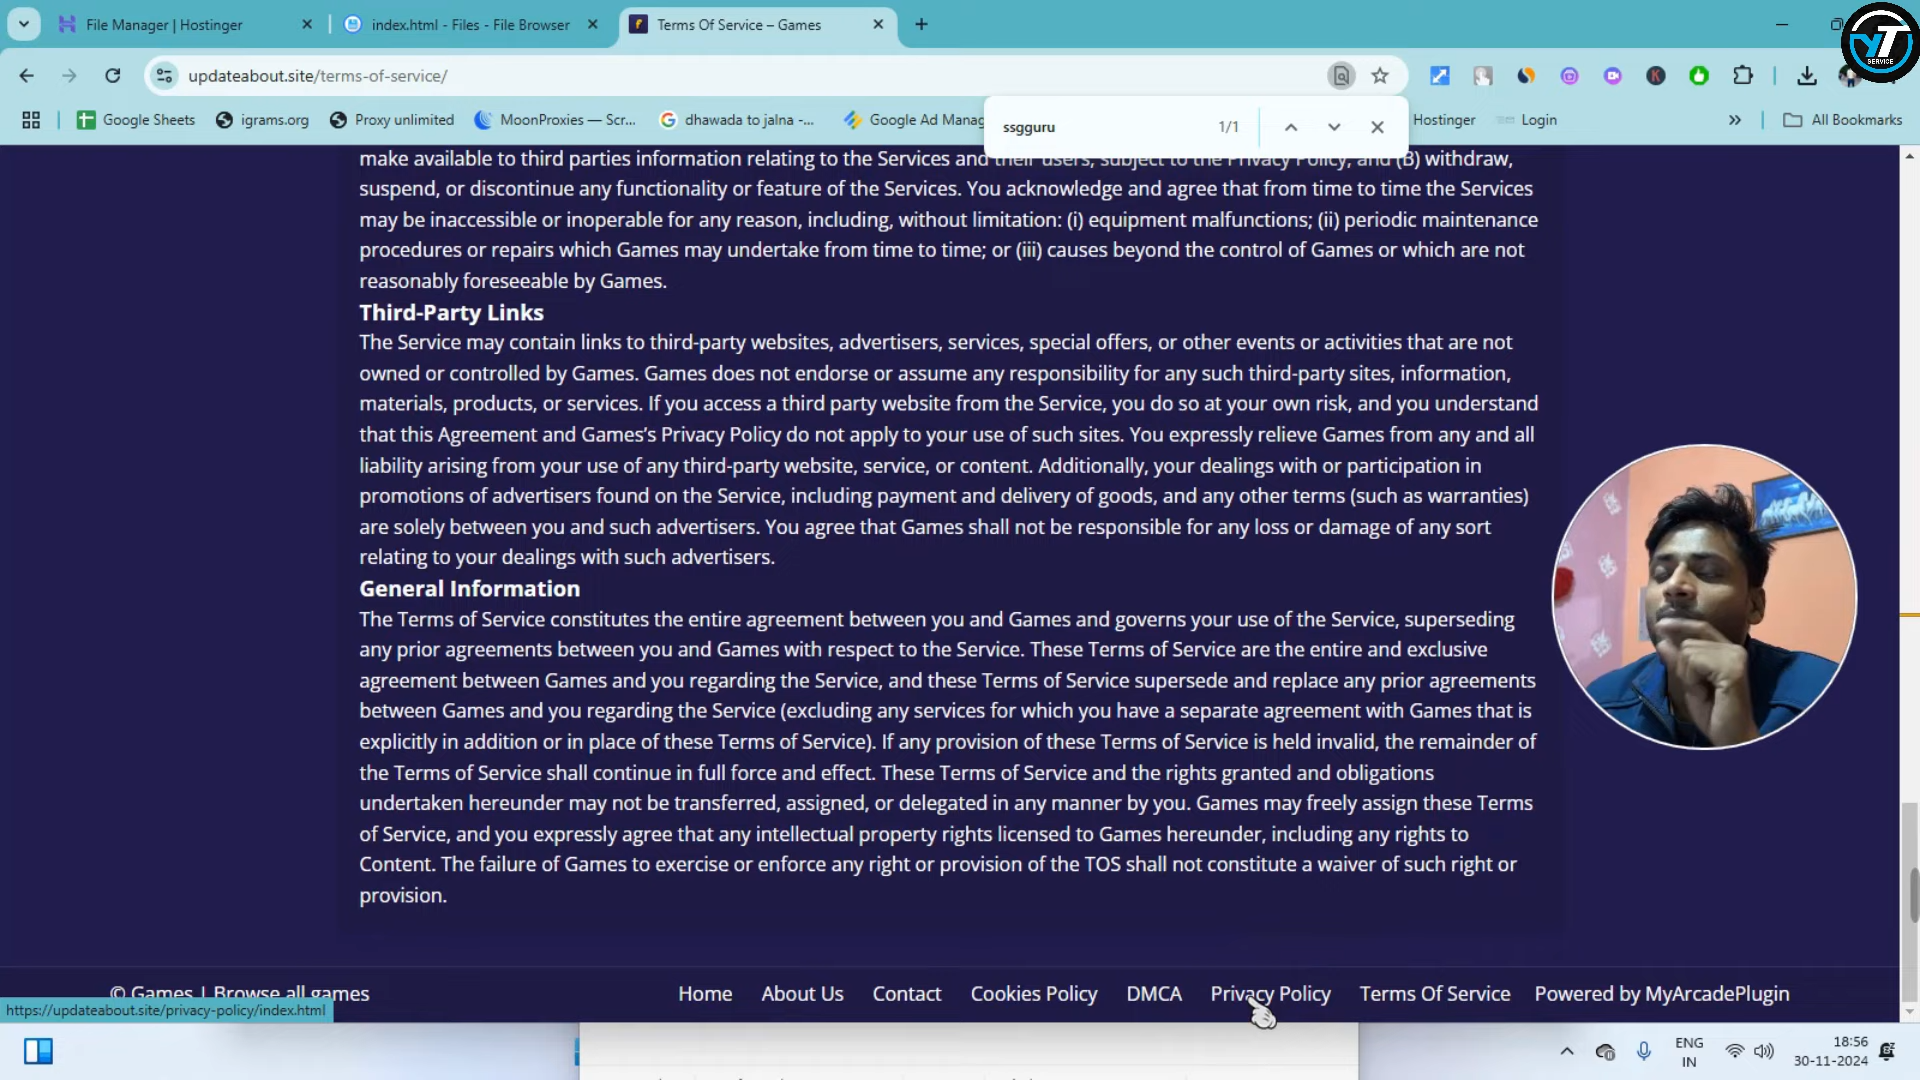 File Manager | Hostinger
index.html - Files - File Browser
Terms Of Service – Games
YT
SERVICE
updateabout.site/terms-of-service/
Google Sheets
igrams.org
Proxy unlimited
MoonProxies — Scr...
dhawada to jalna -...
Google Ad Manag
Hostinger
Login
All Bookmarks
ssgguru
1/1
make available to third parties information relating to the Services and their users, subject to the Privacy Policy; and (B) withdraw,
suspend, or discontinue any functionality or feature of the Services. You acknowledge and agree that from time to time the Services
may be inaccessible or inoperable for any reason, including, without limitation: (i) equipment malfunctions; (ii) periodic maintenance
procedures or repairs which Games may undertake from time to time; or (iii) causes beyond the control of Games or which are not
reasonably foreseeable by Games.
Third-Party Links
The Service may contain links to third-party websites, advertisers, services, special offers, or other events or activities that are not
owned or controlled by Games. Games does not endorse or assume any responsibility for any such third-party sites, information,
materials, products, or services. If you access a third party website from the Service, you do so at your own risk, and you understand
that this Agreement and Games’s Privacy Policy do not apply to your use of such sites. You expressly relieve Games from any and all
liability arising from your use of any third-party website, service, or content. Additionally, your dealings with or participation in
promotions of advertisers found on the Service, including payment and delivery of goods, and any other terms (such as warranties)
are solely between you and such advertisers. You agree that Games shall not be responsible for any loss or damage of any sort
relating to your dealings with such advertisers.
General Information
The Terms of Service constitutes the entire agreement between you and Games and governs your use of the Service, superseding
any prior agreements between you and Games with respect to the Service. These Terms of Service are the entire and exclusive
agreement between Games and you regarding the Service, and these Terms of Service supersede and replace any prior agreements
between Games and you regarding the Service (excluding any services for which you have a separate agreement with Games that is
explicitly in addition or in place of these Terms of Service). If any provision of these Terms of Service is held invalid, the remainder of
the Terms of Service shall continue in full force and effect. These Terms of Service and the rights granted and obligations
undertaken hereunder may not be transferred, assigned, or delegated in any manner by you. Games may freely assign these Terms
of Service, and you expressly agree that any intellectual property rights licensed to Games hereunder, including any rights to
Content. The failure of Games to exercise or enforce any right or provision of the TOS shall not constitute a waiver of such right or
provision.
© Games | Browse all games
Home
About Us
Contact
Cookies Policy
DMCA
Privacy Policy
Terms Of Service
Powered by MyArcadePlugin
https://updateabout.site/privacy-policy/index.html
ENG
IN
18:56
30-11-2024